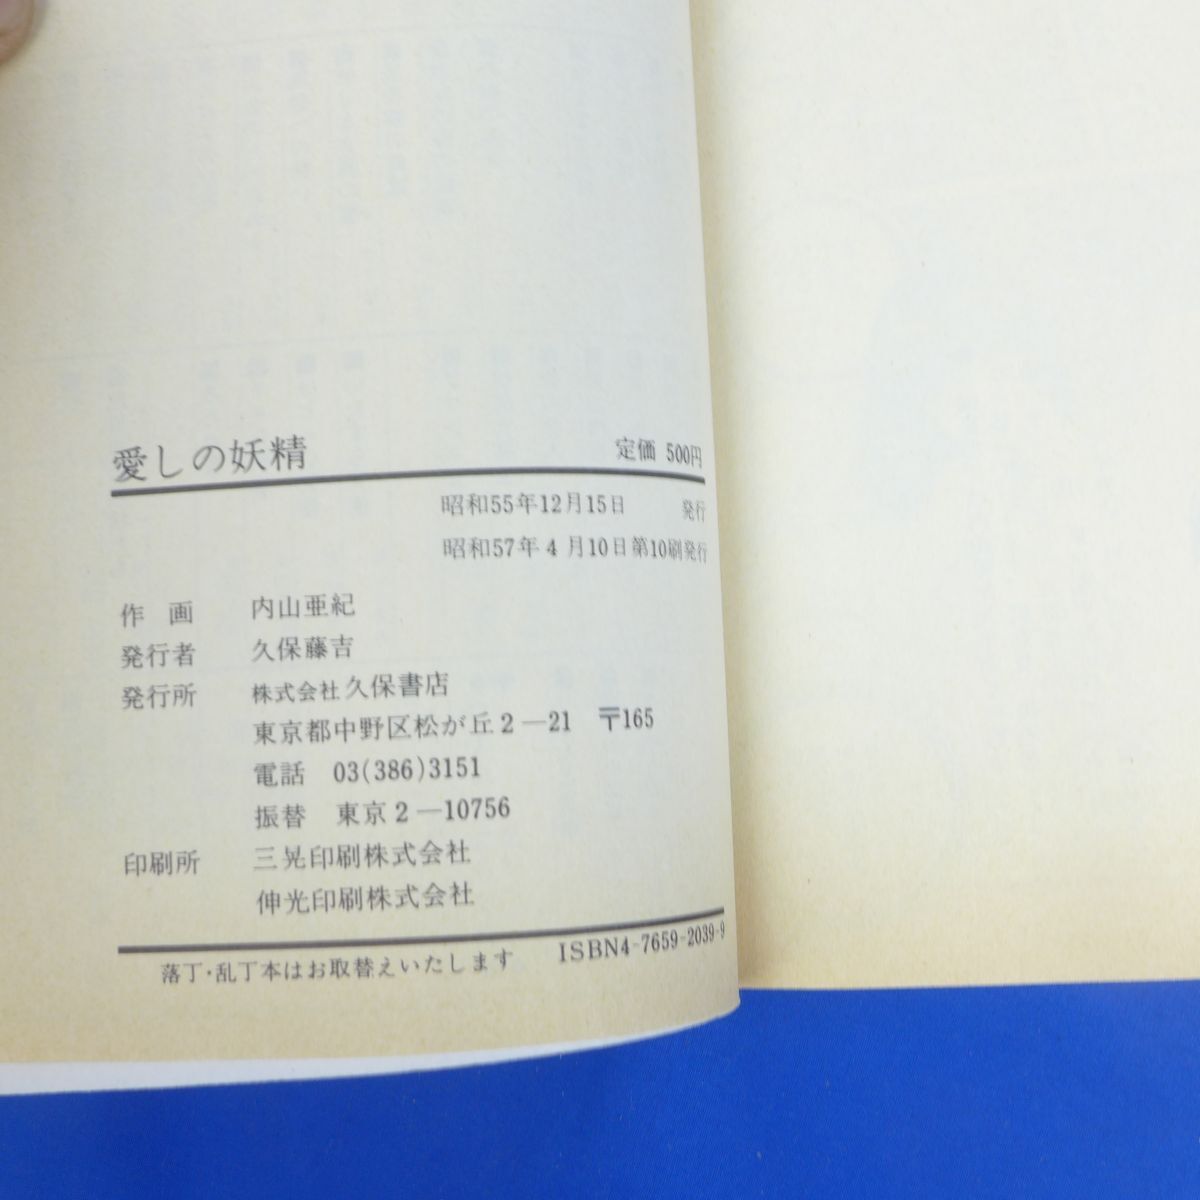 愛しの妖精　定価 500円
昭和55年12月15日　発行
昭和57年 4 月10日第10刷発行
作　画　内山亜紀
発行者　久保藤吉
発行所　株式会社久保書店
東京都中野区松が丘2―21　〒165
電話　03(386)3151
振替　東京2―10756
印刷所　三晃印刷株式会社
伸光印刷株式会社
落丁・乱丁本はお取替えいたします　ISBN4-7659-2039-9